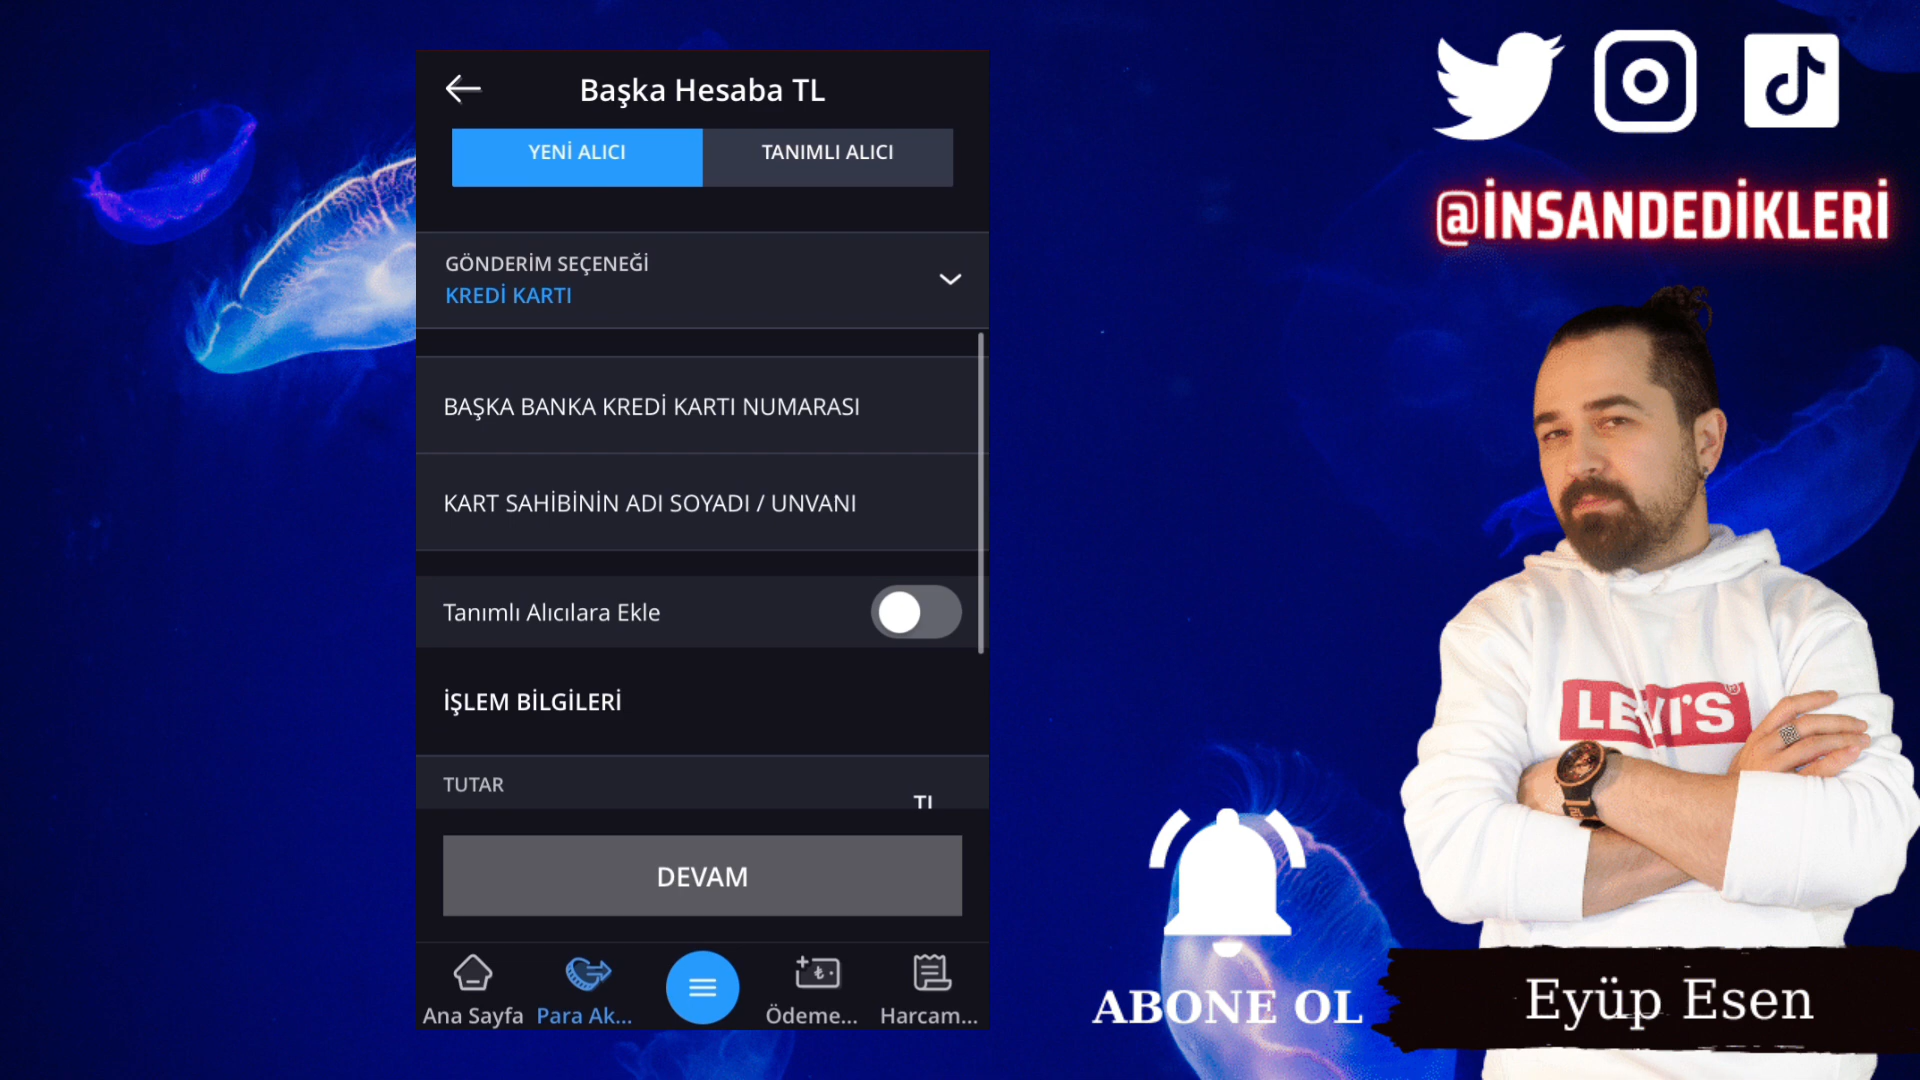 Başka Hesaba TL
YENİ ALICI
TANIMLI ALICI
GÖNDERİM SEÇENEĞİ
KREDİ KARTI
BAŞKA BANKA KREDİ KARTI NUMARASI
KART SAHİBİNİN ADI SOYADI / UNVANI
Tanımlı Alıcılara Ekle
İŞLEM BİLGİLERİ
TUTAR
TL
DEVAM
Ana Sayfa
Para Ak...
Ödeme...
Harcam...
@İNSANDEDİKLERİ
LEVI'S®
ABONE OL
Eyüp Esen